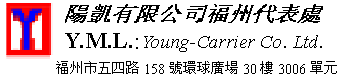 陽凱有限公司福州代表處
Y.M.L.:Young-Carrier Co. Ltd.
福州市五四路 158 號環球廣場 30 樓 3006 單元